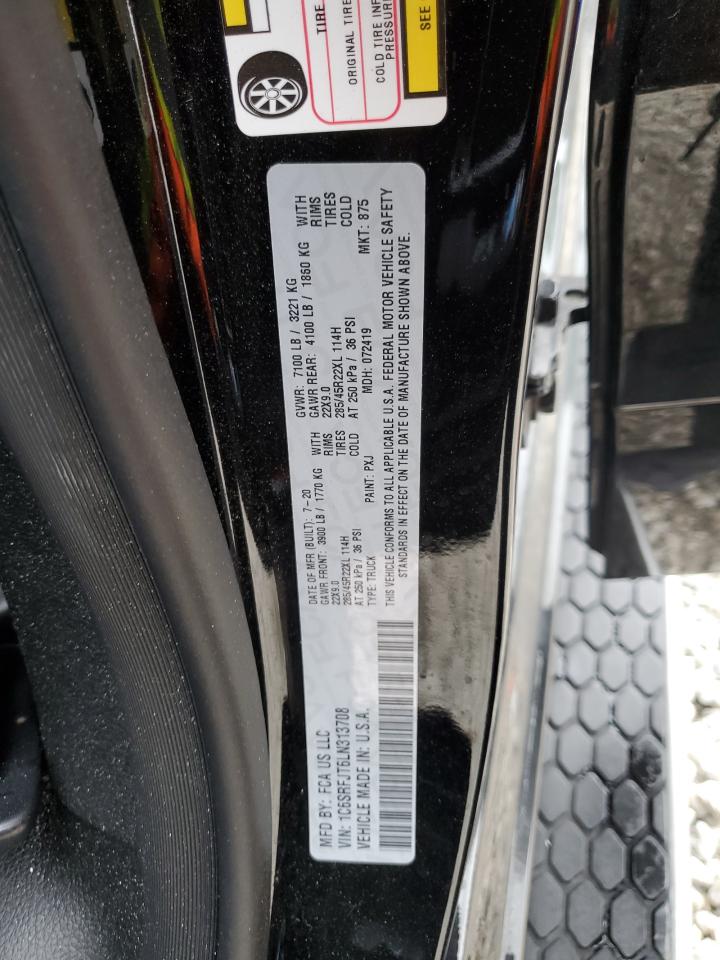 TIRE
ORIGINAL TIRE
COLD TIRE INF
PRESSUR
SEE
MFD BY: FCA US LLC
VIN: 1C6SRFJT6LN313708
VEHICLE MADE IN: U.S.A.
DATE OF MFR (BUILT): 7-20
GVWR: 7100 LB / 3221 KG
GAWR FRONT: 3900 LB / 1770 KG WITH
GAWR REAR: 4100 LB / 1860 KG WITH
22X9.0 RIMS
22X9.0 RIMS
285/45R22XL 114H TIRES
285/45R22XL 114H TIRES
AT 250 kPa / 36 PSI COLD
AT 250 kPa / 36 PSI COLD
TYPE: TRUCK PAINT: PXJ MDH: 072419 MKT: 875
THIS VEHICLE CONFORMS TO ALL APPLICABLE U.S.A. FEDERAL MOTOR VEHICLE SAFETY
STANDARDS IN EFFECT ON THE DATE OF MANUFACTURE SHOWN ABOVE.